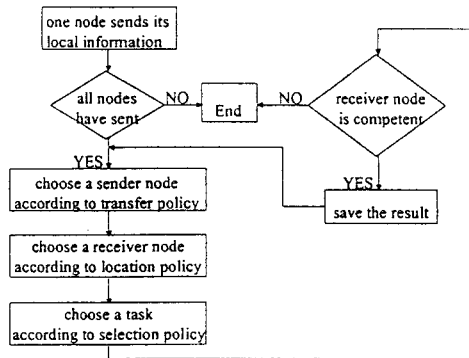 one node sends its
local information
all nodes
have sent
NO
End
NO
receiver node
is competent
YES
choose a sender node
according to transfer policy
YES
save the result
choose a receiver node
according to location policy
choose a task
according to selection policy